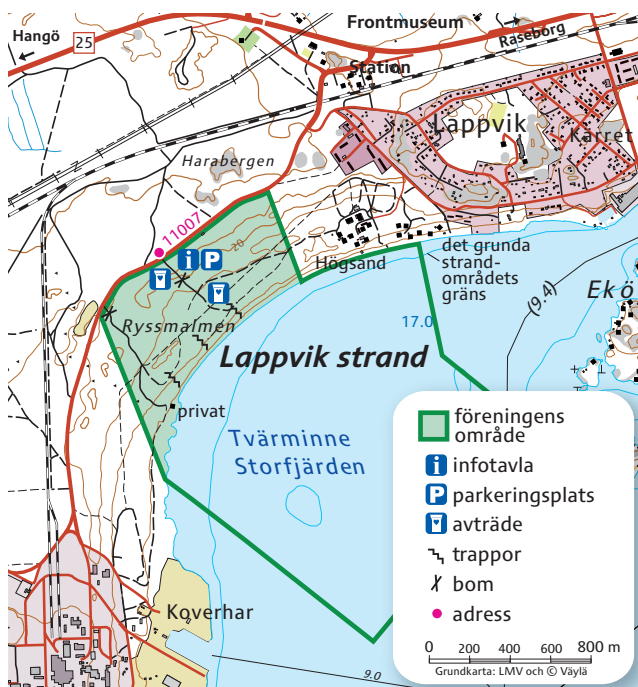 Frontmuseum
Hangö
25
Raseborg
Station
Lappvik
Kärret
Harabergen
11007
20
i P
Högsand
det grunda
strand-
områdets
gräns
(9.4)
Ekö
Ryssmalmen
17.0
Lappvik strand
privat
Tvärminne
Storfjärden
föreningens
område
i infotavla
P parkeringsplats
avträde
trappor
bom
adress
Koverhar
0 200 400 800 m
Grundkarta: LMV och © Väylä
9.0